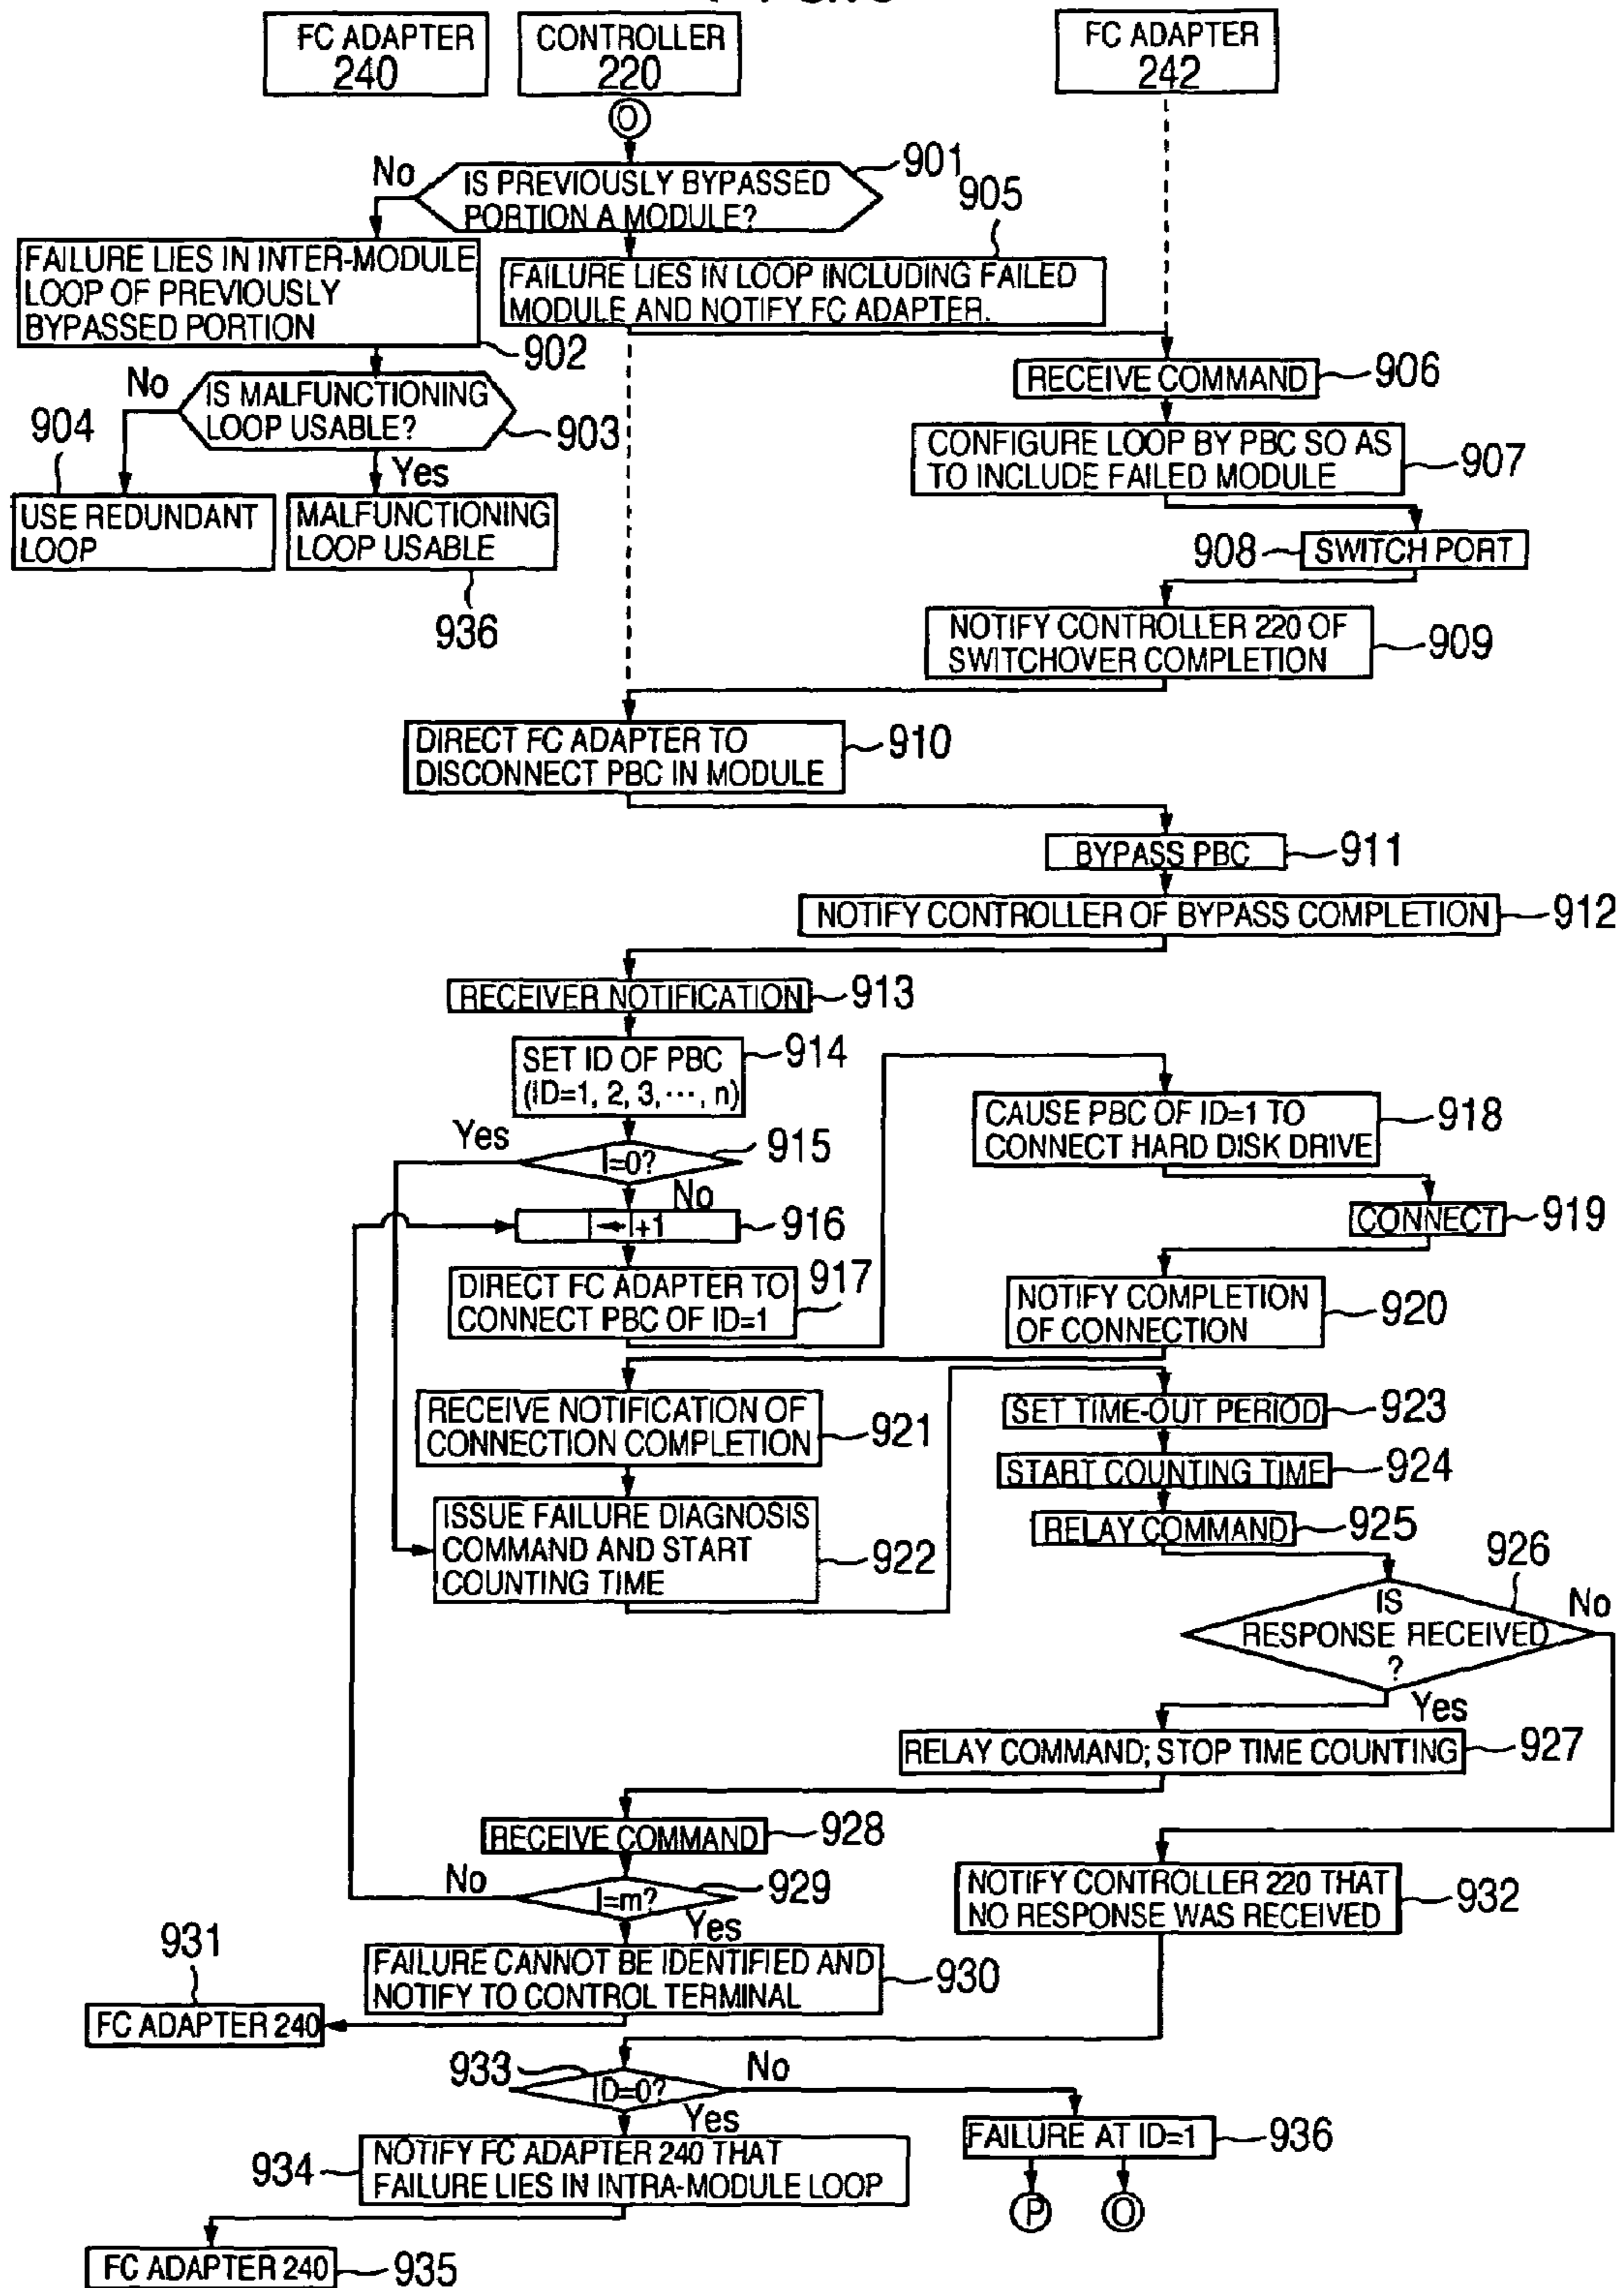 FC ADAPTER
240
CONTROLLER
220
FC ADAPTER
242
O
No
IS PREVIOUSLY BYPASSED
PORTION A MODULE?
901
905
FAILURE LIES IN INTER-MODULE
LOOP OF PREVIOUSLY
BYPASSED PORTION
902
FAILURE LIES IN LOOP INCLUDING FAILED
MODULE AND NOTIFY FC ADAPTER.
RECEIVE COMMAND
906
No
IS MALFUNCTIONING
LOOP USABLE?
903
904
Yes
CONFIGURE LOOP BY PBC SO AS
TO INCLUDE FAILED MODULE
907
USE REDUNDANT
LOOP
MALFUNCTIONING
LOOP USABLE
936
908
SWITCH PORT
NOTIFY CONTROLLER 220 OF
SWITCHOVER COMPLETION
909
DIRECT FC ADAPTER TO
DISCONNECT PBC IN MODULE
910
BYPASS PBC
911
NOTIFY CONTROLLER OF BYPASS COMPLETION
912
RECEIVER NOTIFICATION
913
SET ID OF PBC
(ID=1, 2, 3, ···, n)
914
CAUSE PBC OF ID=1 TO
CONNECT HARD DISK DRIVE
918
Yes
I=0?
915
No
CONNECT
919
I←I+1
916
DIRECT FC ADAPTER TO
CONNECT PBC OF ID=1
917
NOTIFY COMPLETION
OF CONNECTION
920
RECEIVE NOTIFICATION OF
CONNECTION COMPLETION
921
SET TIME-OUT PERIOD
923
START COUNTING TIME
924
ISSUE FAILURE DIAGNOSIS
COMMAND AND START
COUNTING TIME
922
RELAY COMMAND
925
926
IS
RESPONSE RECEIVED
?
No
Yes
RELAY COMMAND; STOP TIME COUNTING
927
RECEIVE COMMAND
928
No
I=m?
929
Yes
NOTIFY CONTROLLER 220 THAT
NO RESPONSE WAS RECEIVED
932
931
FAILURE CANNOT BE IDENTIFIED AND
NOTIFY TO CONTROL TERMINAL
930
FC ADAPTER 240
933
ID=0?
No
Yes
FAILURE AT ID=1
936
934
NOTIFY FC ADAPTER 240 THAT
FAILURE LIES IN INTRA-MODULE LOOP
P
O
FC ADAPTER 240
935